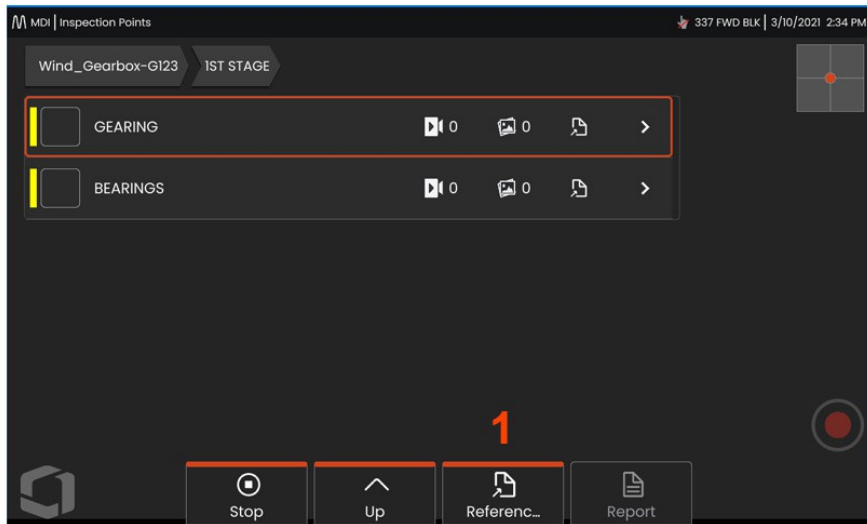 MDI | Inspection Points
337 FWD BLK | 3/10/2021 2:34 PM
Wind_Gearbox-G123 1ST STAGE
GEARING 0 0
BEARINGS 0 0
1
Stop Up Referenc... Report